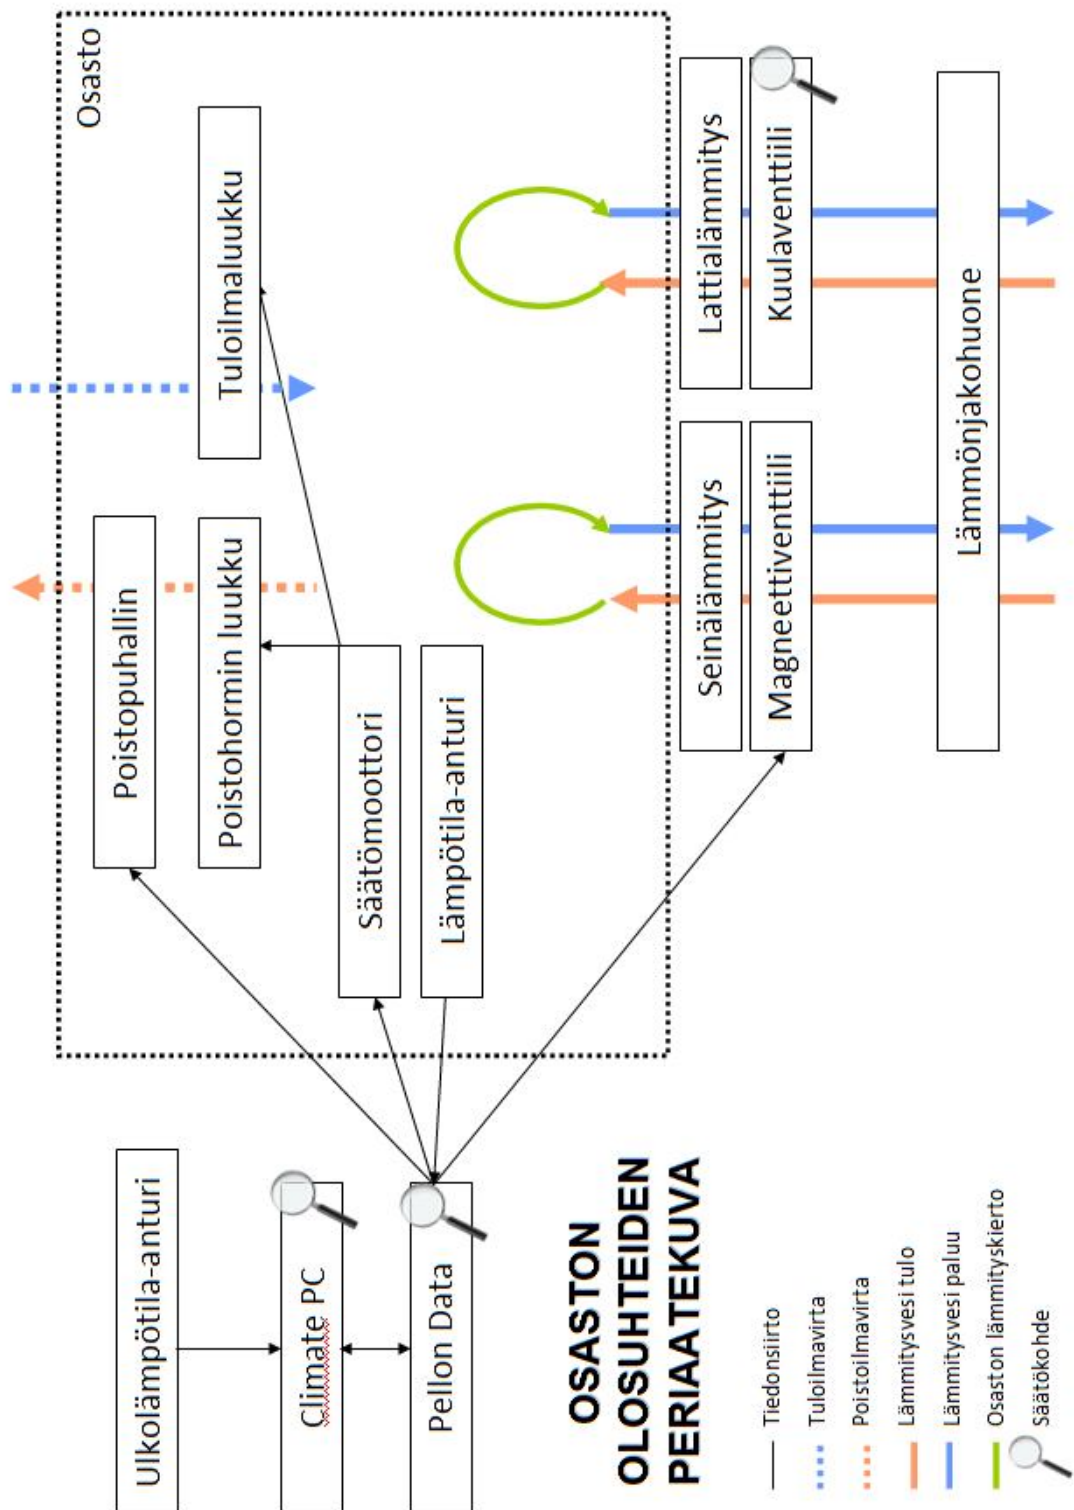 Osasto
Ulkolämpötila-anturi
Climate PC
Pellon Data
Poistopuhallin
Poistohormin luukku
Tuloilmaluukku
Säätömoottori
Lämpötila-anturi
Seinälämmitys
Magneettiventtiili
Lattialämmitys
Kuulaventtiili
Lämmönjakohuone
OSASTON
OLOSUHTEIDEN
PERIAATEKUVA
Tiedonsiirto
Tuloilmavirta
Poistoilmavirta
Lämmitysvesi tulo
Lämmitysvesi paluu
Osaston lämmityskierto
Säätökohde